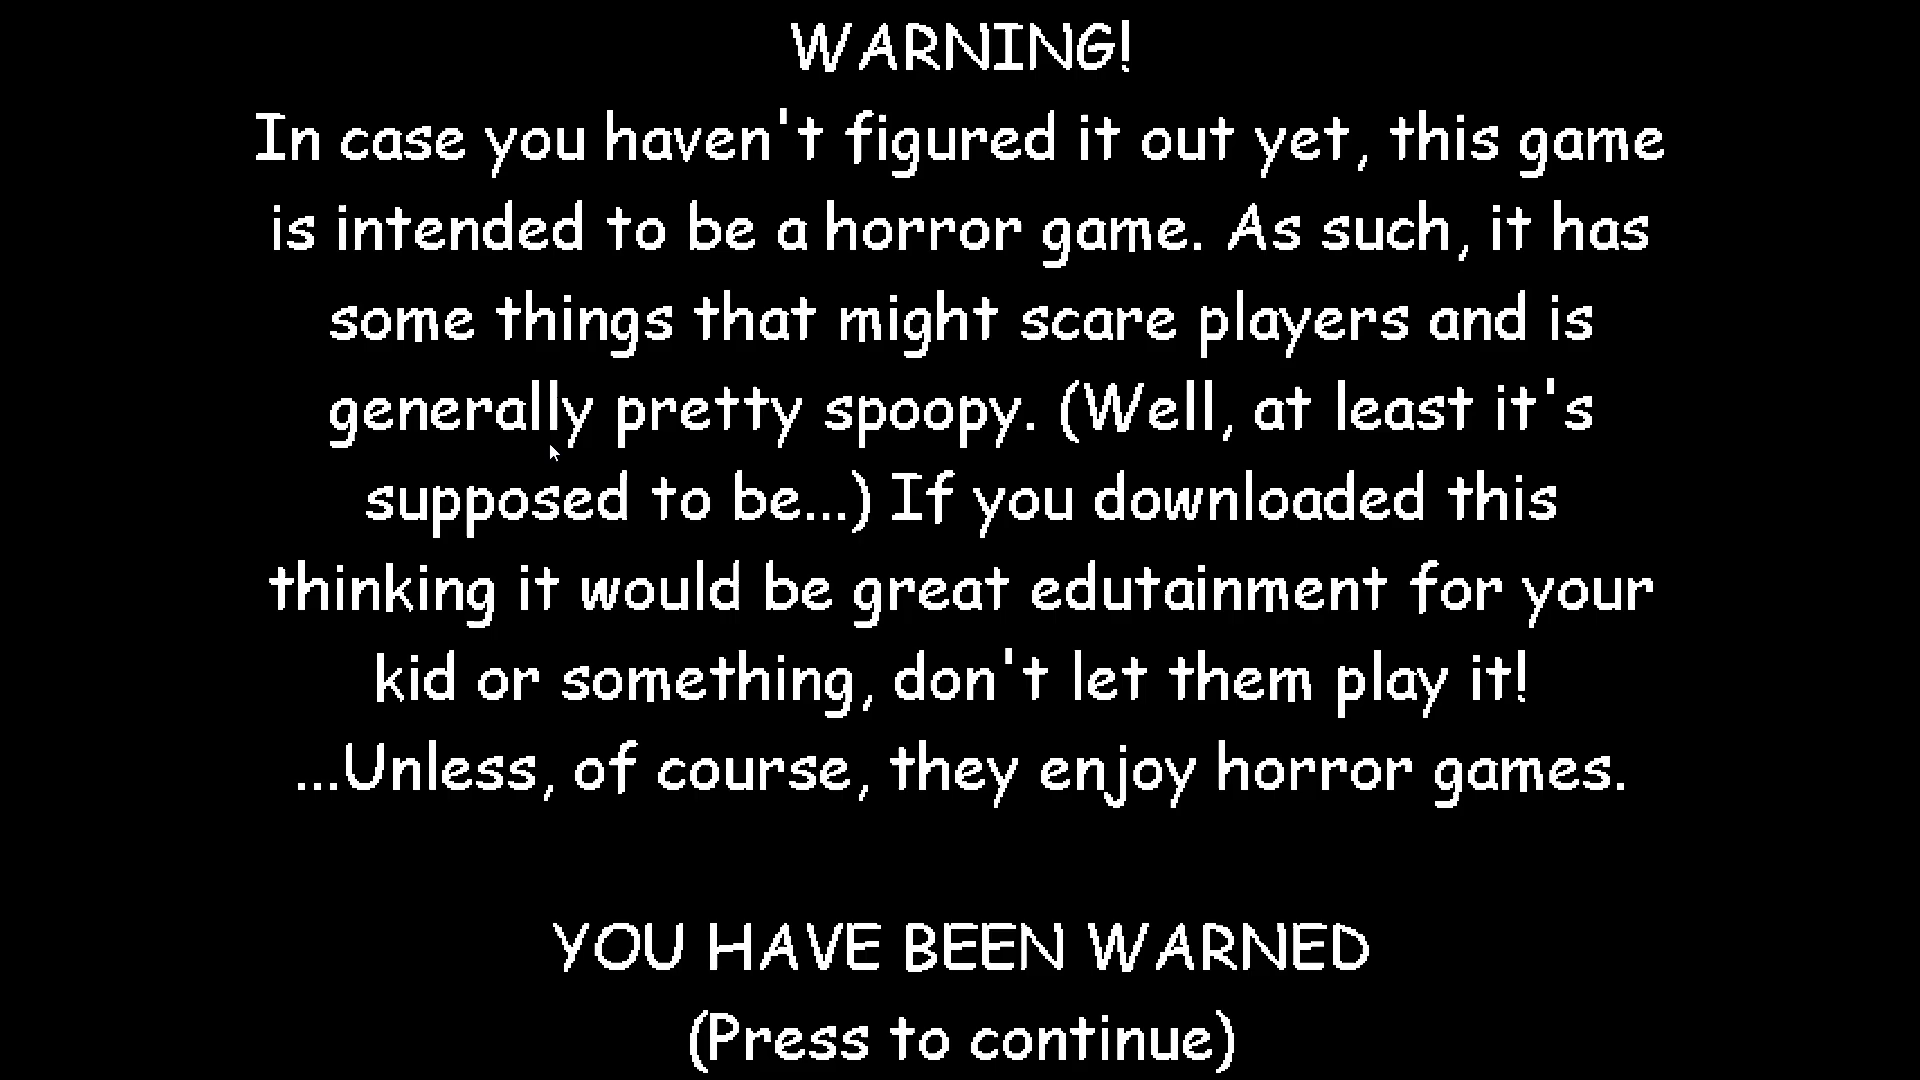 WARNING!
In case you haven't figured it out yet, this game
is intended to be a horror game. As such, it has
some things that might scare players and is
generally pretty spoopy. (Well, at least it's
supposed to be...) If you downloaded this
thinking it would be great edutainment for your
kid or something, don't let them play it!
...Unless, of course, they enjoy horror games.
YOU HAVE BEEN WARNED
(Press to continue)